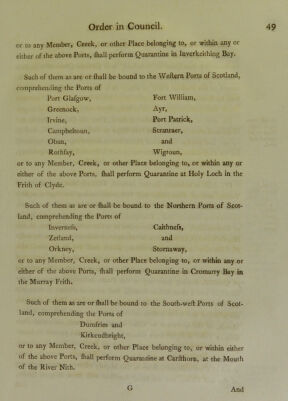 Order in Council. 49
or to any Member, Creek, or other Place belonging to, or within any or
either of the above Ports, ſhall perform Quarantine in Inverkeithing Bay.
Such of them as are or ſhall be bound to the Weſtern Ports of Scotland,
comprehending the Ports of
Port Glaſgow, Fort William,
Greenock, Ayr,
Irvine, Port Patrick,
Campbeltoun, Stranraer,
Oban, and
Rothſay, Wigtoun,
or to any Member, Creek, or other Place belonging to, or within any or
either of the above Ports, ſhall perform Quarantine at Holy Loch in the
Frith of Clyde.
Such of them as are or ſhall be bound to the Northern Ports of Scot-
land, comprehending the Ports of
Inverneſs, Caithneſs,
Zetland, and
Orkney, Stornaway,
or to any Member, Creek, or other Place belonging to, or within any or
either of the above Ports, ſhall perform Quarantine in Cromarty Bay in
the Murray Frith.
Such of them as are or ſhall be bound to the South-weſt Ports of Scot-
land, comprehending the Ports of
Dumfries and
Kirkcudbright,
or to any Member, Creek, or other Place belonging to, or within either
of the above Ports, ſhall perform Quarantine at Carſthorn, at the Mouth
of the River Nith.
G And